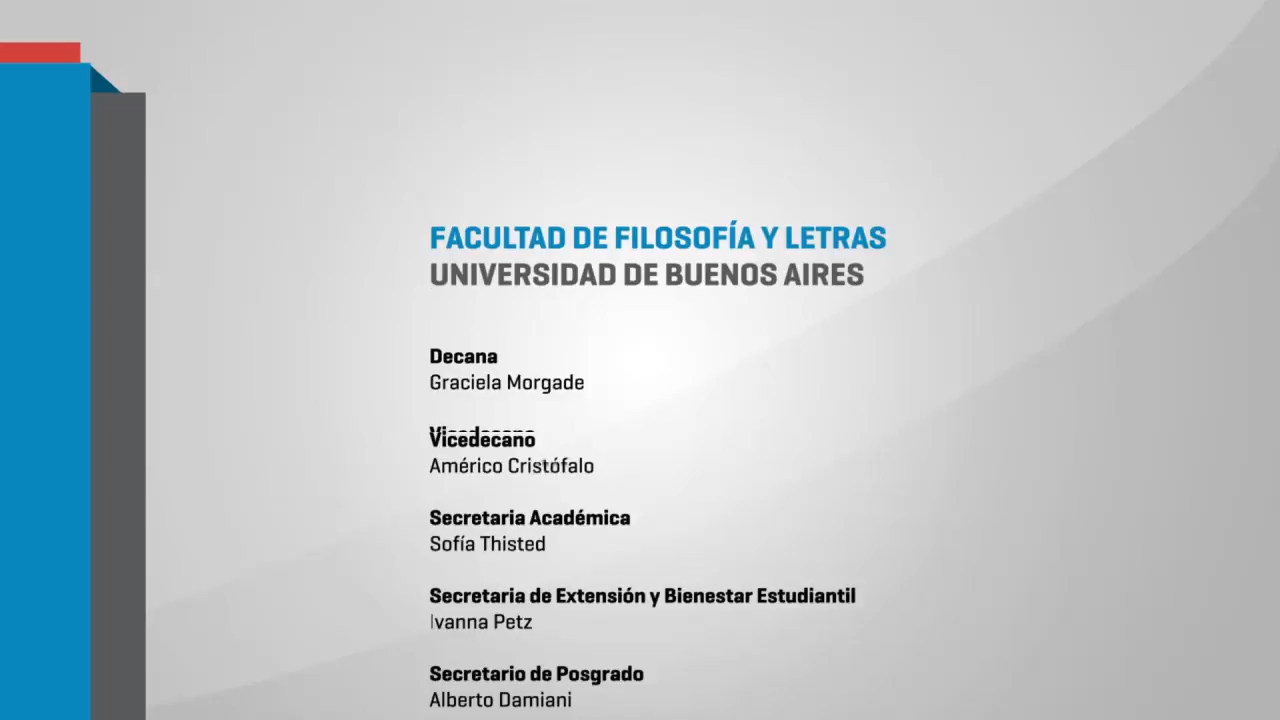 FACULTAD DE FILOSOFÍA Y LETRAS
UNIVERSIDAD DE BUENOS AIRES
Decana
Graciela Morgade
Vicedecano
Américo Cristófalo
Secretaria Académica
Sofía Thisted
Secretaria de Extensión y Bienestar Estudiantil
Ivanna Petz
Secretario de Posgrado
Alberto Damiani